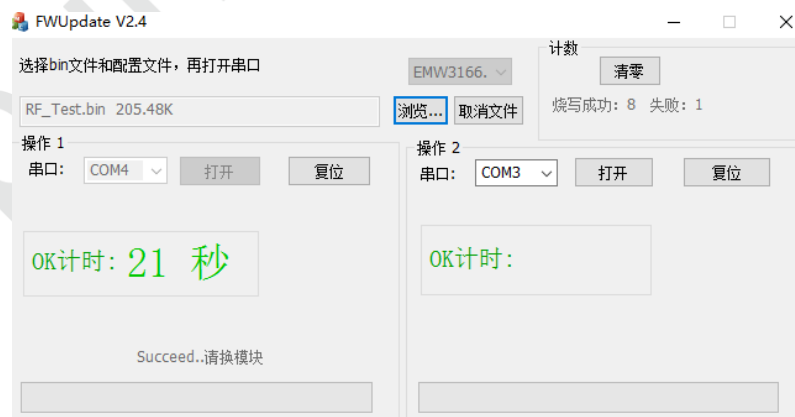 FWUpdate V2.4
选择bin文件和配置文件，再打开串口
EMW3166.
计数
清零
RF_Test.bin 205.48K
浏览...
取消文件
烧写成功: 8 失败: 1
操作 1
串口:
COM4
打开
复位
操作 2
串口:
COM3
打开
复位
OK计时: 21 秒
OK计时:
Succeed..请换模块